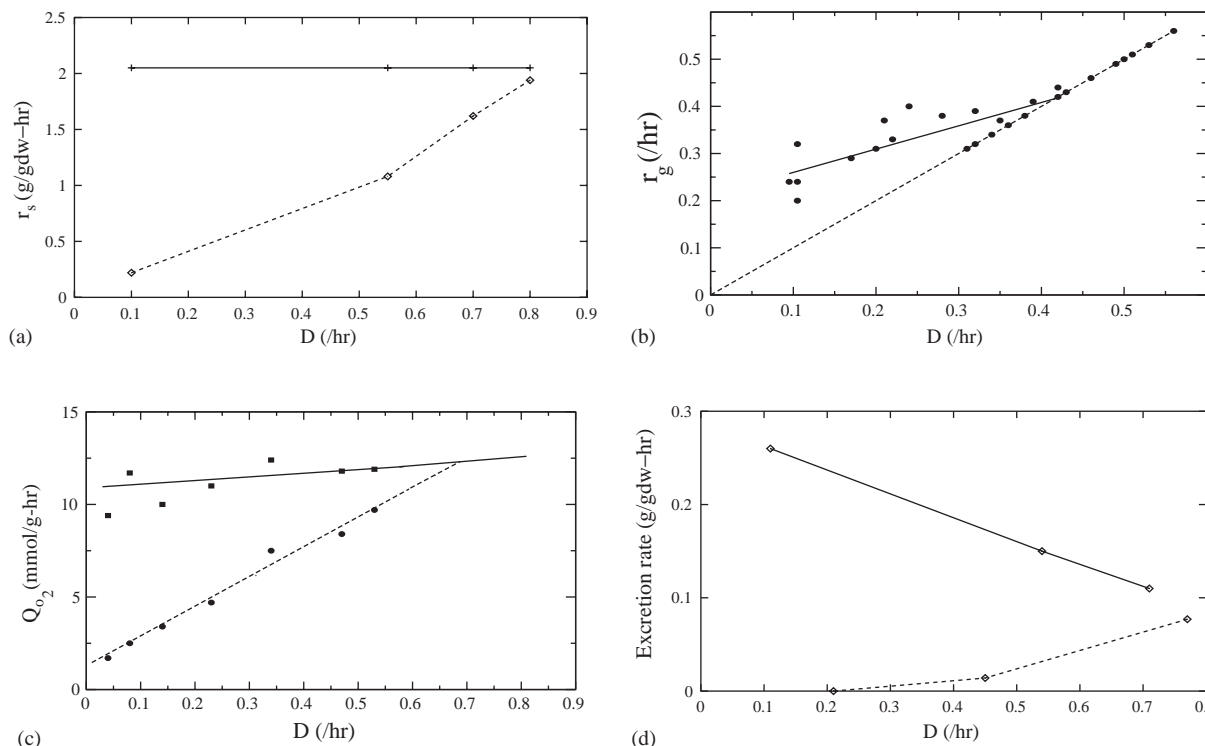 2.5
2
1.5
1
0.5
0
r_s (g/gdw−hr)
0 0.1 0.2 0.3 0.4 0.5 0.6 0.7 0.8 0.9
D (/hr)
(a)
0.5
0.4
0.3
0.2
0.1
0
r_g (/hr)
0 0.1 0.2 0.3 0.4 0.5
D (/hr)
(b)
15
10
5
0
Q_{o_2} (mmol/g-hr)
0 0.1 0.2 0.3 0.4 0.5 0.6 0.7 0.8 0.9
D (/hr)
(c)
0.3
0.2
0.1
0
Excretion rate (g/gdw−hr)
0 0.1 0.2 0.3 0.4 0.5 0.6 0.7
D (/hr)
(d)